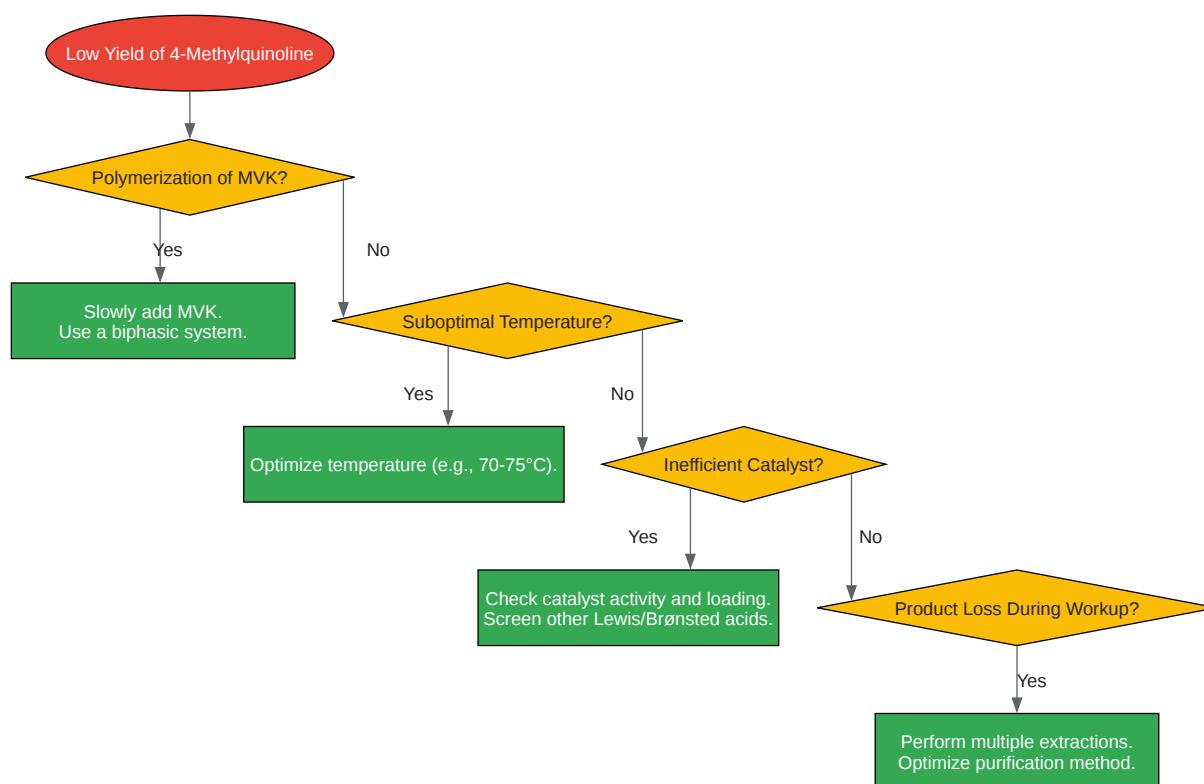 Low Yield of 4-Methylquinoline
Polymerization of MVK?
Yes
No
Slowly add MVK.
Use a biphasic system.
Suboptimal Temperature?
Yes
No
Optimize temperature (e.g., 70-75°C).
Inefficient Catalyst?
Yes
No
Check catalyst activity and loading.
Screen other Lewis/Brønsted acids.
Product Loss During Workup?
Yes
Perform multiple extractions.
Optimize purification method.